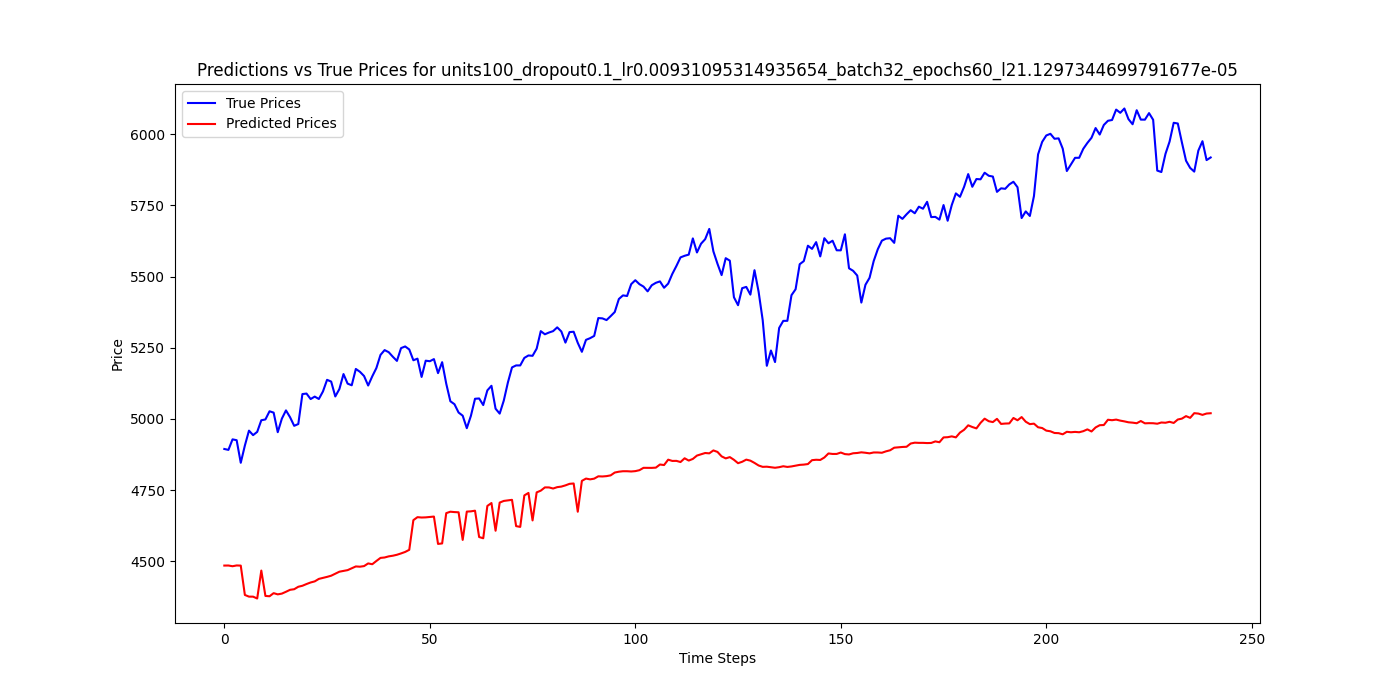 Predictions vs True Prices for units100_dropout0.1_lr0.00931095314935654_batch32_epochs60_l21.1297344699791677e-05
True Prices
Predicted Prices
Price
6000
5750
5500
5250
5000
4750
4500
0 50 100 150 200 250
Time Steps